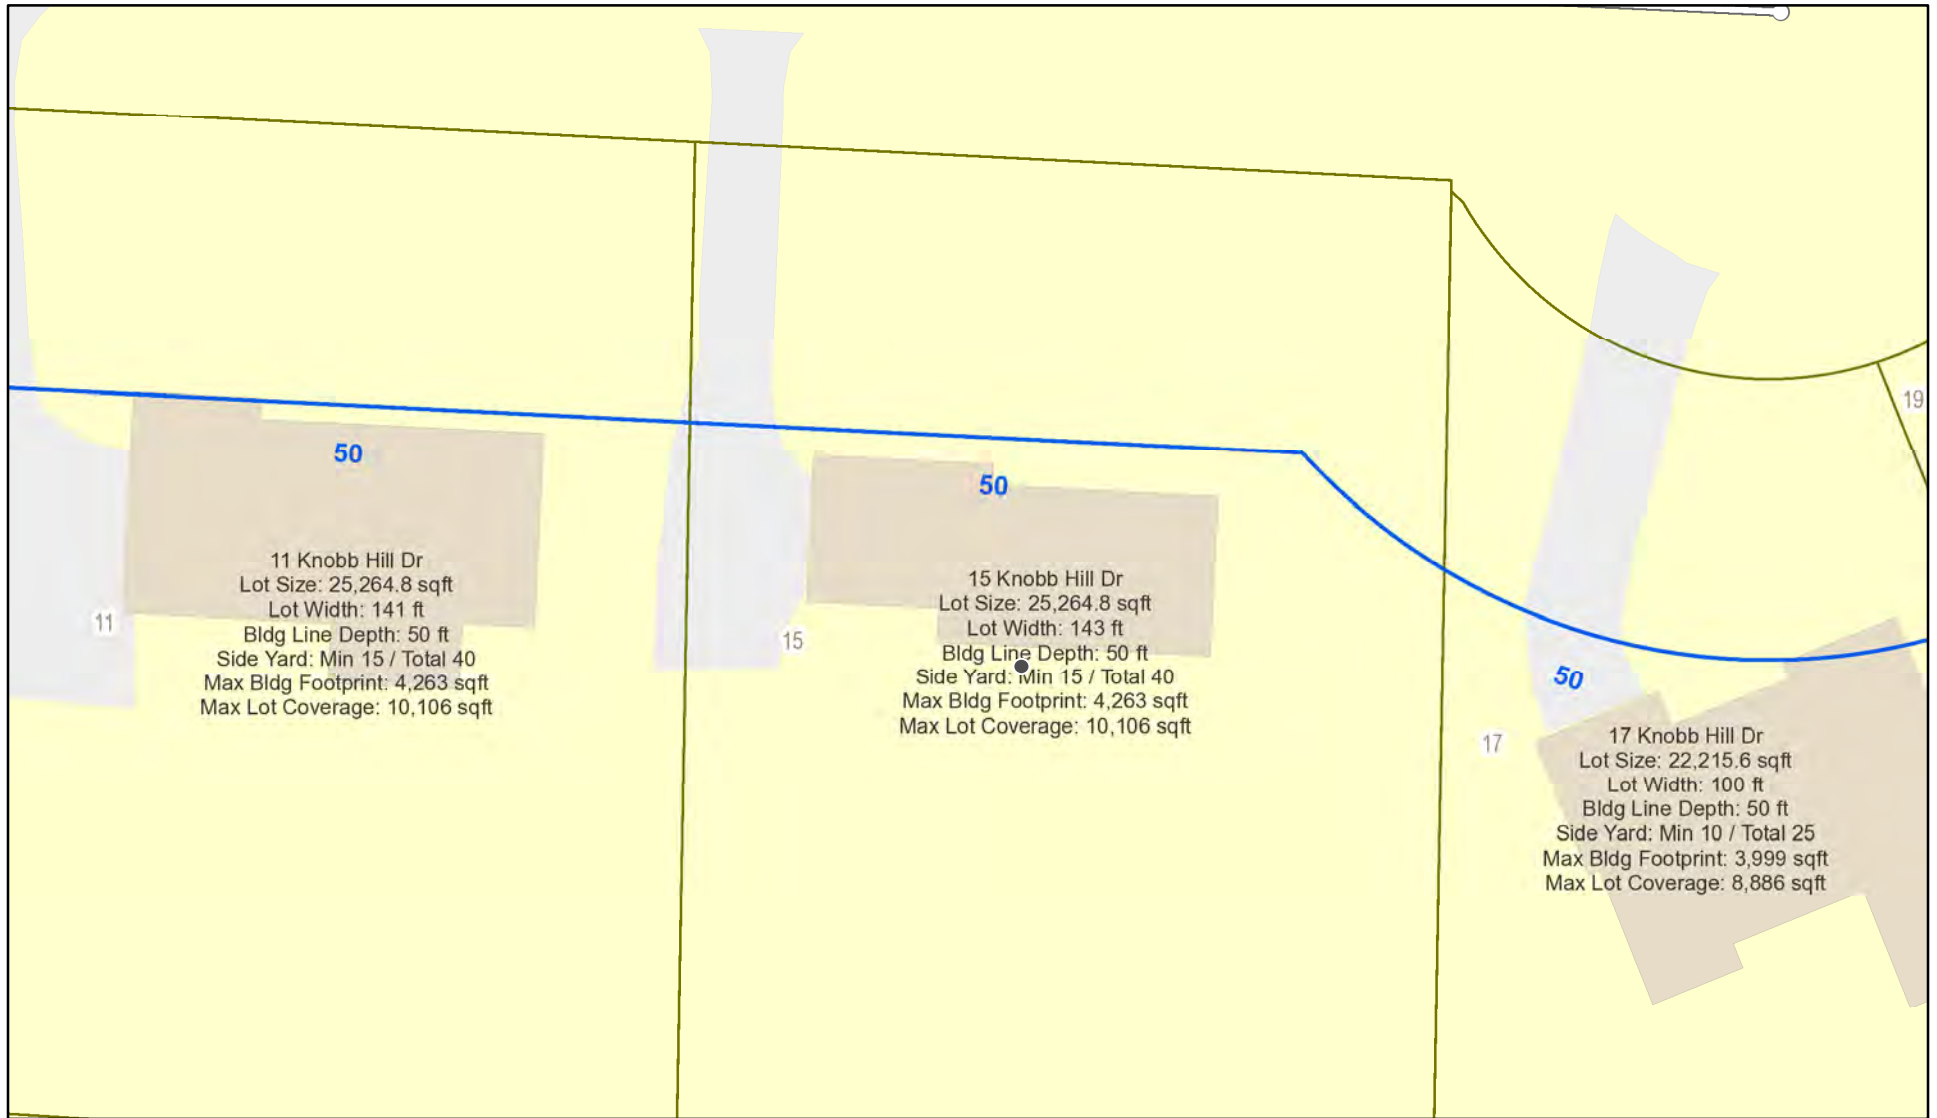 19
50
50
11 Knobb Hill Dr
Lot Size: 25,264.8 sqft
Lot Width: 141 ft
Bldg Line Depth: 50 ft
Side Yard: Min 15 / Total 40
Max Bldg Footprint: 4,263 sqft
Max Lot Coverage: 10,106 sqft
11
15 Knobb Hill Dr
Lot Size: 25,264.8 sqft
Lot Width: 143 ft
Bldg Line Depth: 50 ft
Side Yard: Min 15 / Total 40
Max Bldg Footprint: 4,263 sqft
Max Lot Coverage: 10,106 sqft
15
50
17
17 Knobb Hill Dr
Lot Size: 22,215.6 sqft
Lot Width: 100 ft
Bldg Line Depth: 50 ft
Side Yard: Min 10 / Total 25
Max Bldg Footprint: 3,999 sqft
Max Lot Coverage: 8,886 sqft